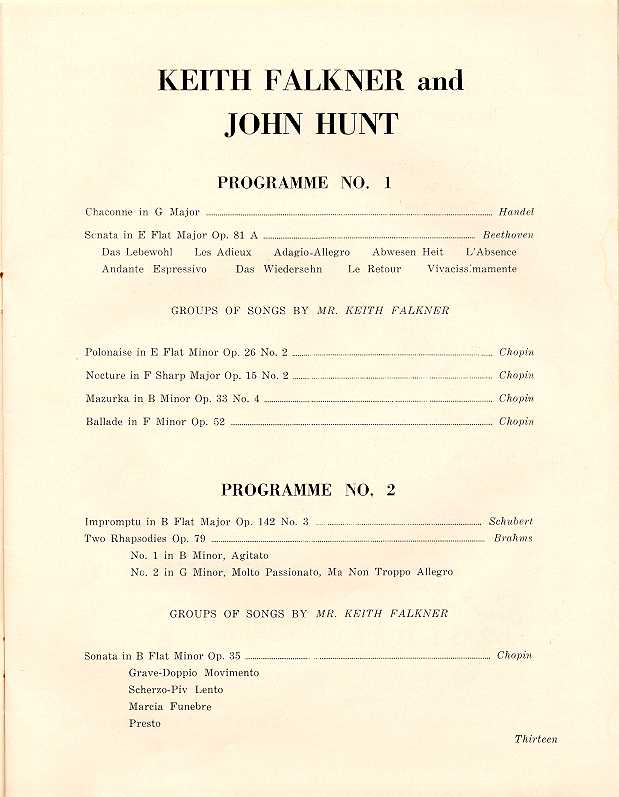 KEITH FALKNER and
JOHN HUNT
PROGRAMME NO. 1
Chaconne in G Major Handel
Sonata in E Flat Major Op. 81 A Beethoven
Das Lebewohl Les Adieux Adagio-Allegro Abwesen Heit L'Absence
Andante Espressivo Das Wiedersehn Le Retour Vivacissimamente
GROUPS OF SONGS BY MR. KEITH FALKNER
Polonaise in E Flat Minor Op. 26 No. 2 Chopin
Nocture in F Sharp Major Op. 15 No. 2 Chopin
Mazurka in B Minor Op. 33 No. 4 Chopin
Ballade in F Minor Op. 52 Chopin
PROGRAMME NO. 2
Impromptu in B Flat Major Op. 142 No. 3 Schubert
Two Rhapsodies Op. 79 Brahms
No. 1 in B Minor, Agitato
No. 2 in G Minor, Molto Passionato, Ma Non Troppo Allegro
GROUPS OF SONGS BY MR. KEITH FALKNER
Sonata in B Flat Minor Op. 35 Chopin
Grave-Doppio Movimento
Scherzo-Piv Lento
Marcia Funebre
Presto
Thirteen